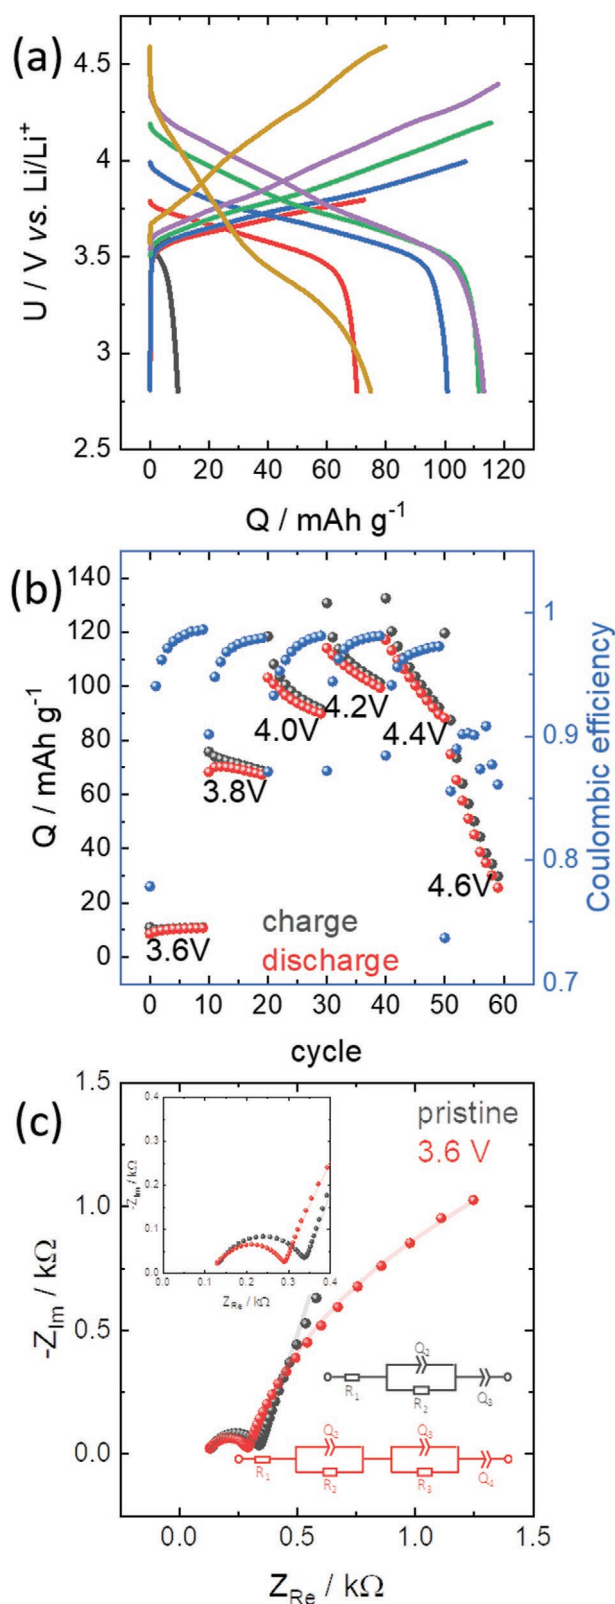 (a)
4.5
4
3.5
3
2.5
U / V vs. Li/Li⁺
0 20 40 60 80 100 120
Q / mAh g⁻¹
(b)
140
120
100
80
60
40
20
0
Q / mAh g⁻¹
1
0.9
0.8
0.7
Coulombic efficiency
4.2V
4.0V
4.4V
3.8V
4.6V
3.6V
charge
discharge
0 10 20 30 40 50 60
cycle
(c)
1.5
1.0
0.5
0.0
-Z_Im / kΩ
pristine
3.6 V
0.4
0.3
0.2
0.1
0.0
-Z_Im / kΩ
0.0 0.1 0.2 0.3 0.4
Z_Re / kΩ
Q₂
R₁
R₂
Q₃
Q₂ Q₃
R₁ R₂ R₃ Q₄
0.0 0.5 1.0 1.5
Z_Re / kΩ